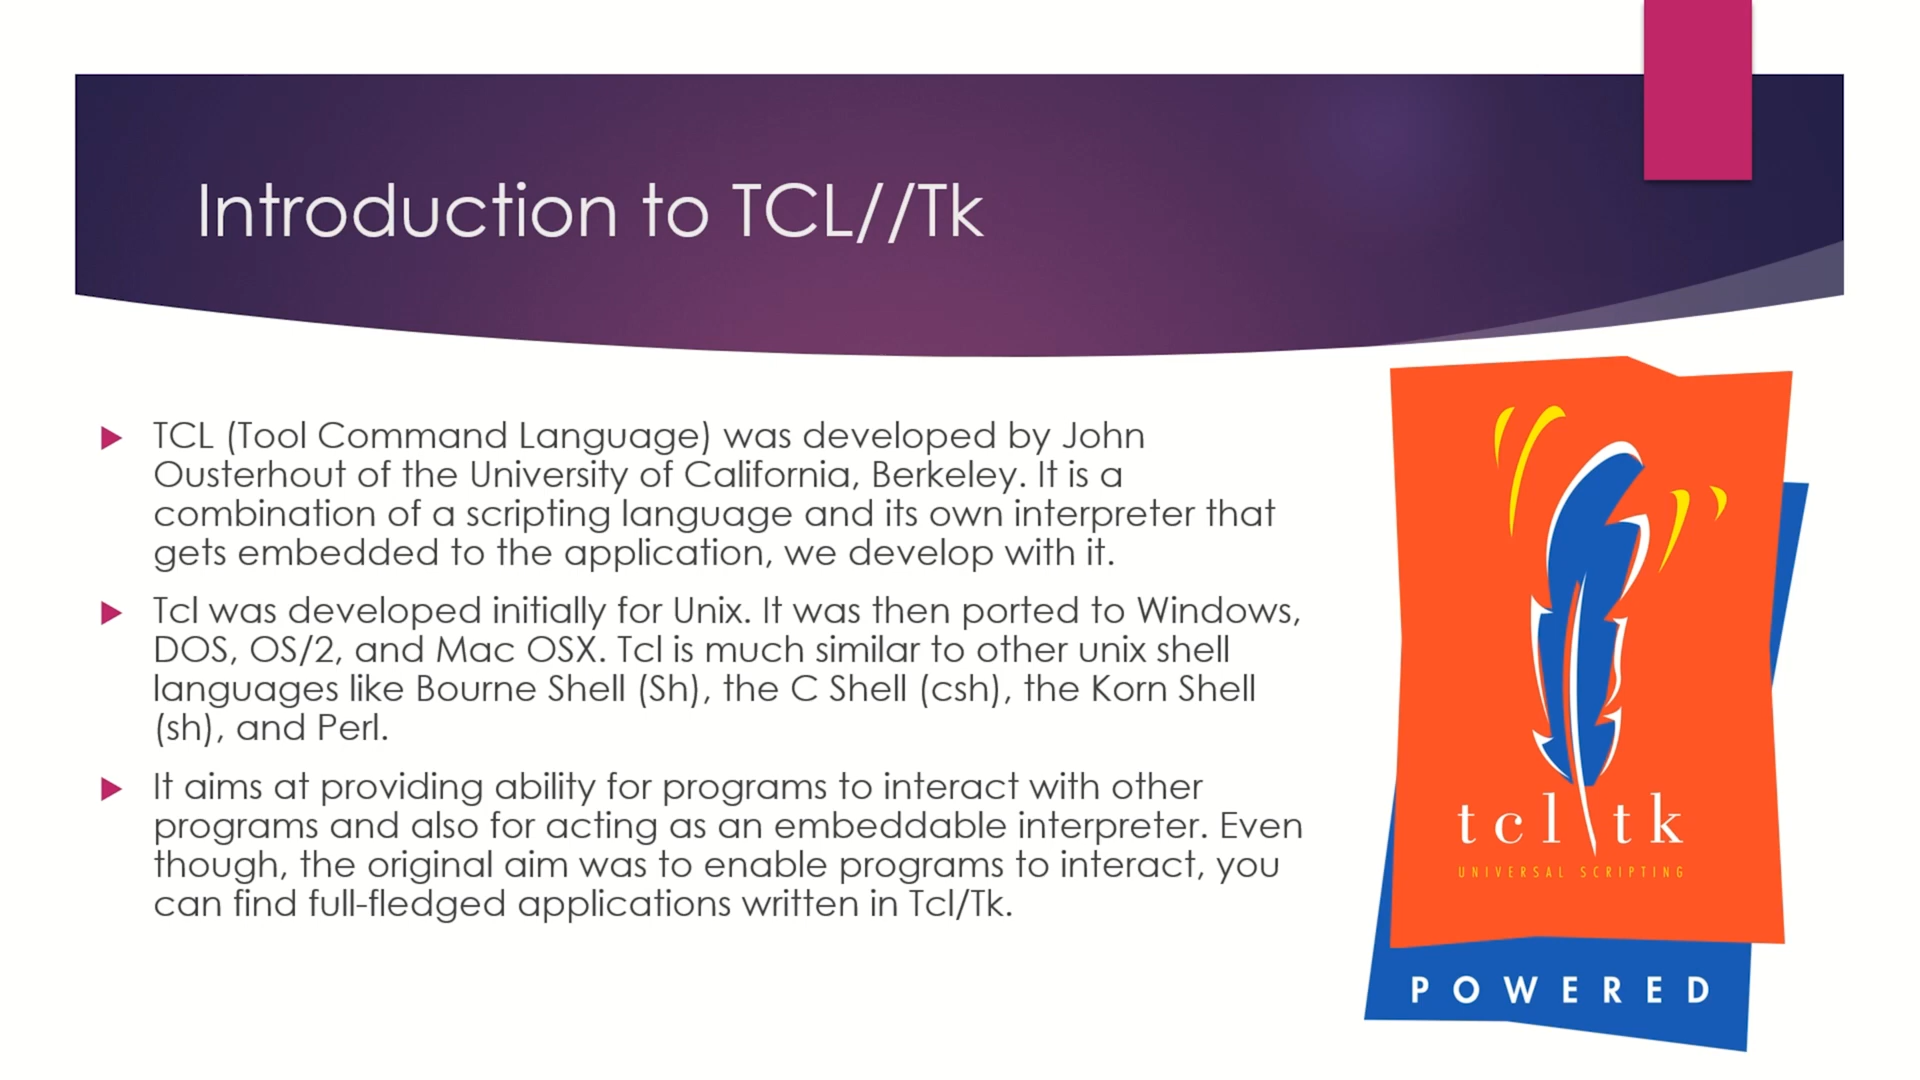 Introduction to TCL//Tk
TCL (Tool Command Language) was developed by John
Ousterhout of the University of California, Berkeley. It is a
combination of a scripting language and its own interpreter that
gets embedded to the application, we develop with it.
Tcl was developed initially for Unix. It was then ported to Windows,
DOS, OS/2, and Mac OSX. Tcl is much similar to other unix shell
languages like Bourne Shell (Sh), the C Shell (csh), the Korn Shell
(sh), and Perl.
It aims at providing ability for programs to interact with other
programs and also for acting as an embeddable interpreter. Even
though, the original aim was to enable programs to interact, you
can find full-fledged applications written in Tcl/Tk.
tcl tk
UNIVERSAL SCRIPTING
POWERED